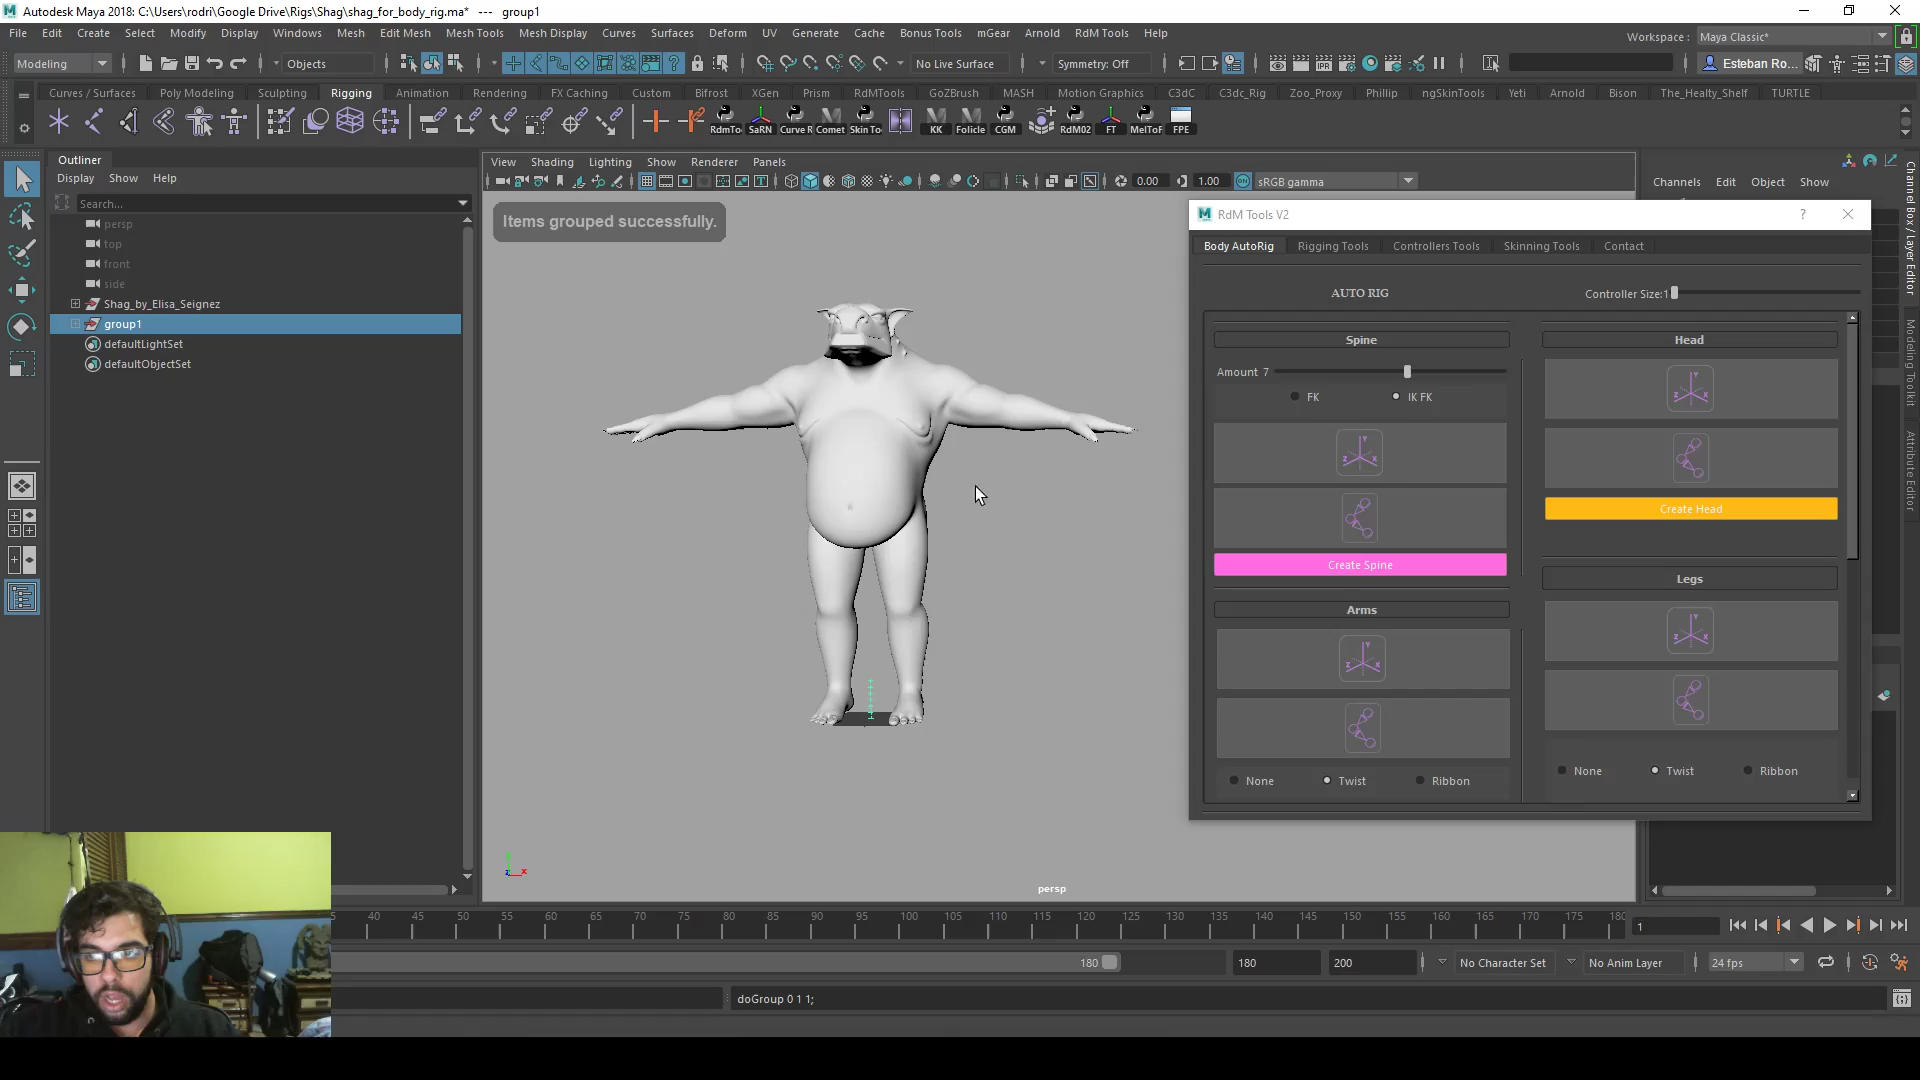 Autodesk Maya 2018: C:\Users\rodri\Google Drive\Rigs\Shag\shag_for_body_rig.ma* --- group1
File Edit Create Select Modify Display Windows Mesh Edit Mesh Mesh Tools Mesh Display Curves Surfaces Deform UV Generate Cache Bonus Tools mGear Arnold RdM Tools Help
Workspace : Maya Classic*
Modeling Objects No Live Surface Symmetry: Off Esteban Ro...
Curves / Surfaces Poly Modeling Sculpting Rigging Animation Rendering FX Caching Custom Bifrost XGen Prism RdMTools GoZBrush MASH Motion Graphics C3dC C3dc_Rig Zoo_Proxy Phillip ngSkinTools Yeti Arnold Bison The_Healty_Shelf TURTLE
RdmTo SaRN Curve R Comet Skin To KK Folicle CGM RdM02 FT MelToF FPE
Outliner
Display Show Help
Search...
persp
top
front
side
Shag_by_Elisa_Seignez
group1
defaultLightSet
defaultObjectSet
View Shading Lighting Show Renderer Panels
0.00 1.00 sRGB gamma
Items grouped successfully.
persp
Channels Edit Object Show
Channel Box / Layer Editor
Modeling Toolkit
Attribute Editor
RdM Tools V2 ?
Body AutoRig Rigging Tools Controllers Tools Skinning Tools Contact
AUTO RIG
Controller Size:1
Spine
Amount 7
FK IK FK
Create Spine
Arms
None Twist Ribbon
Head
Create Head
Legs
None Twist Ribbon
40 45 50 55 60 65 70 75 80 85 90 95 100 105 110 115 120 125 130 135 140 145 150 155 160 165 170 175 180
1
180 180 200 No Character Set No Anim Layer 24 fps
doGroup 0 1 1;